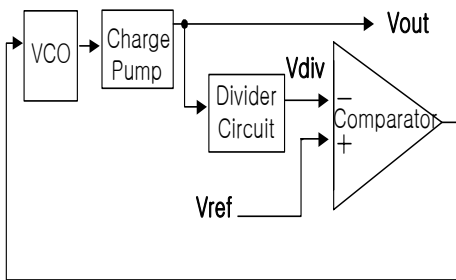 VCO
Charge
Pump
Vout
Divider
Circuit
Vdiv
−
Comparator
+
Vref